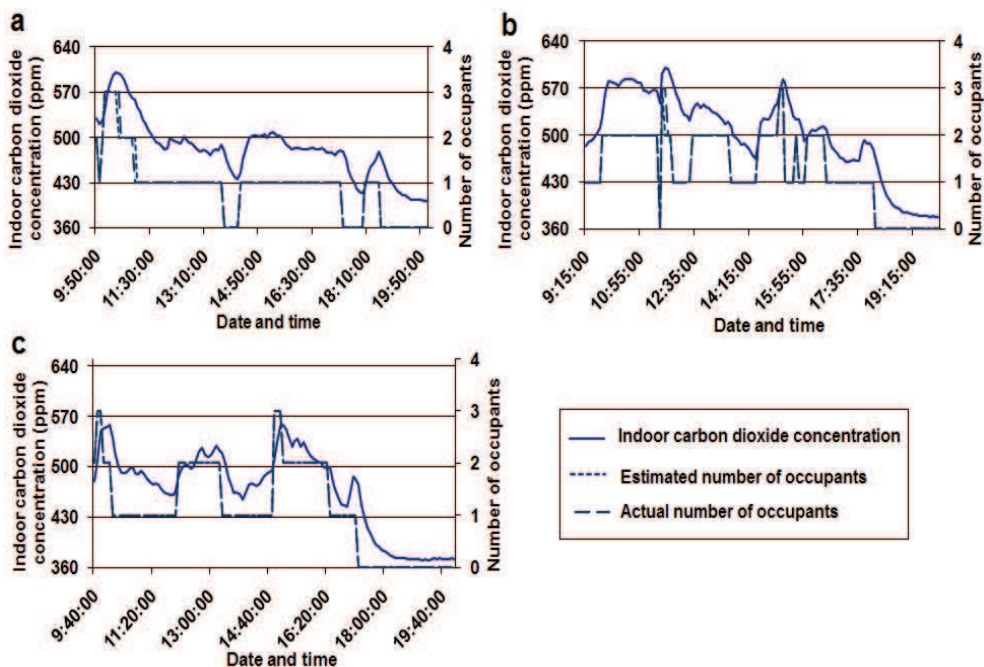 a
Indoor carbon dioxide
concentration (ppm)
640
570
500
430
360
4
3
2
1
0
Number of occupants
9:50:00
11:30:00
13:10:00
14:50:00
16:30:00
18:10:00
19:50:00
Date and time
b
Indoor carbon dioxide
concentration (ppm)
640
570
500
430
360
4
3
2
1
0
Number of occupants
9:15:00
10:55:00
12:35:00
14:15:00
15:55:00
17:35:00
19:15:00
Date and time
c
Indoor carbon dioxide
concentration (ppm)
640
570
500
430
360
4
3
2
1
0
Number of occupants
9:40:00
11:20:00
13:00:00
14:40:00
16:20:00
18:00:00
19:40:00
Date and time
Indoor carbon dioxide concentration
Estimated number of occupants
Actual number of occupants